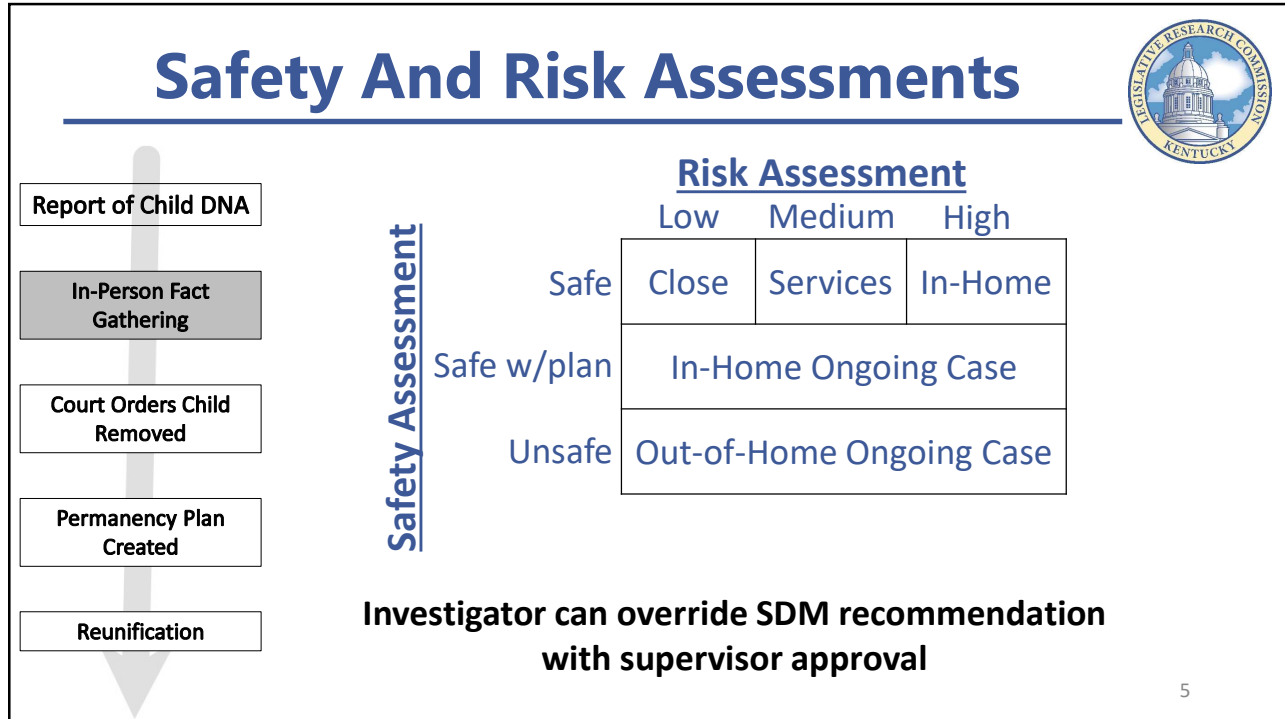 Safety And Risk Assessments
LEGISLATIVE RESEARCH COMMISSION
KENTUCKY
Report of Child DNA
In-Person Fact
Gathering
Court Orders Child
Removed
Permanency Plan
Created
Reunification
Risk Assessment
Low Medium High
Safety Assessment
Safe Close Services In-Home
Safe w/plan In-Home Ongoing Case
Unsafe Out-of-Home Ongoing Case
Investigator can override SDM recommendation
with supervisor approval
5